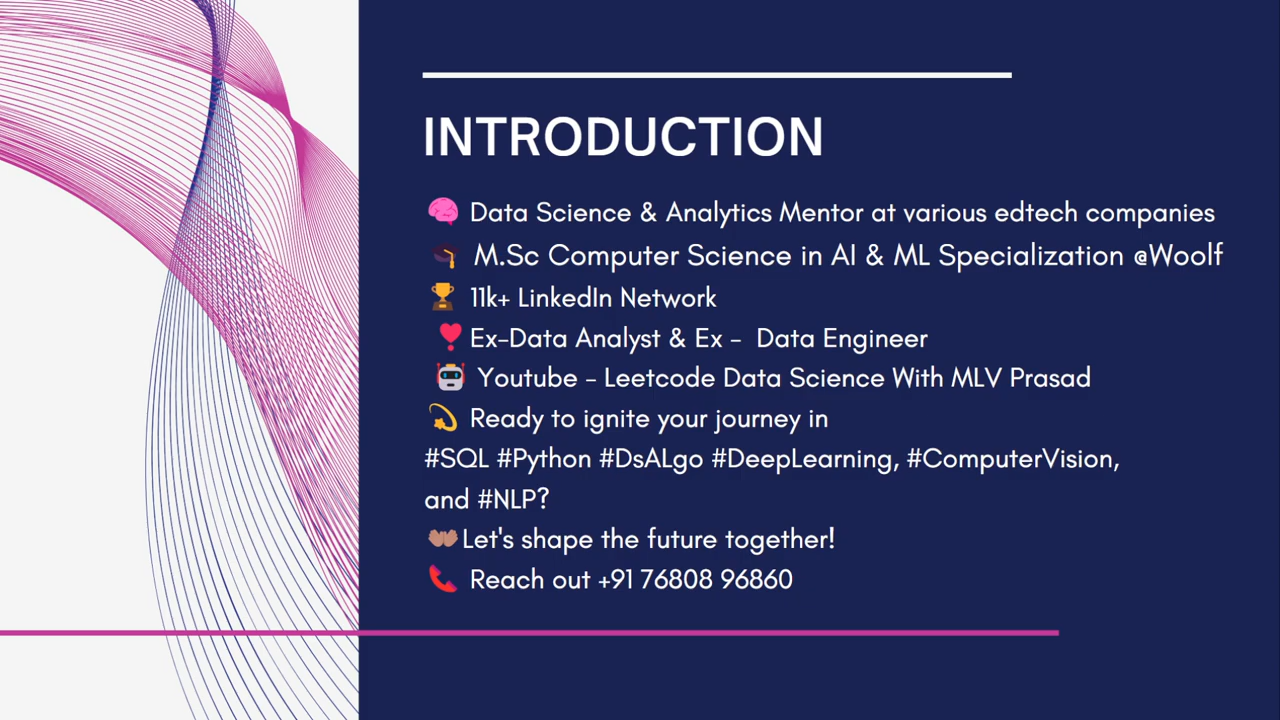 INTRODUCTION
🧠 Data Science & Analytics Mentor at various edtech companies
🎓 M.Sc Computer Science in AI & ML Specialization @Woolf
🏆 11k+ LinkedIn Network
❣️Ex-Data Analyst & Ex - Data Engineer
🤖 Youtube - Leetcode Data Science With MLV Prasad
💫 Ready to ignite your journey in
#SQL #Python #DsALgo #DeepLearning, #ComputerVision,
and #NLP?
👐🏽Let's shape the future together!
📞 Reach out +91 76808 96860